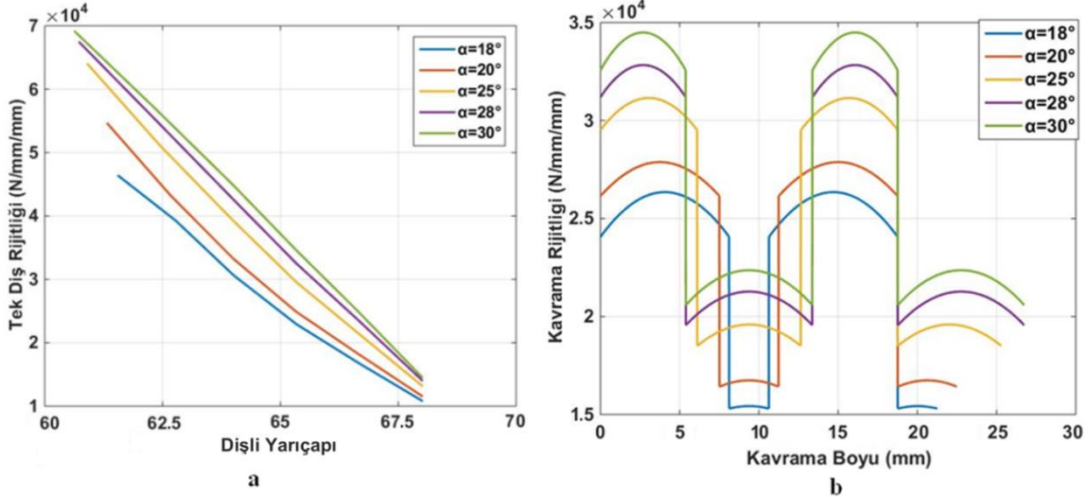 ×10⁴
7
6
5
4
3
2
1
60
62.5
65
67.5
70
Tek Diş Rijitliği (N/mm/mm)
Dişli Yarıçapı
α=18°
α=20°
α=25°
α=28°
α=30°
a
×10⁴
3.5
3
2.5
2
1.5
0
5
10
15
20
25
30
Kavrama Rijitligi (N/mm/mm)
Kavrama Boyu (mm)
α=18°
α=20°
α=25°
α=28°
α=30°
b